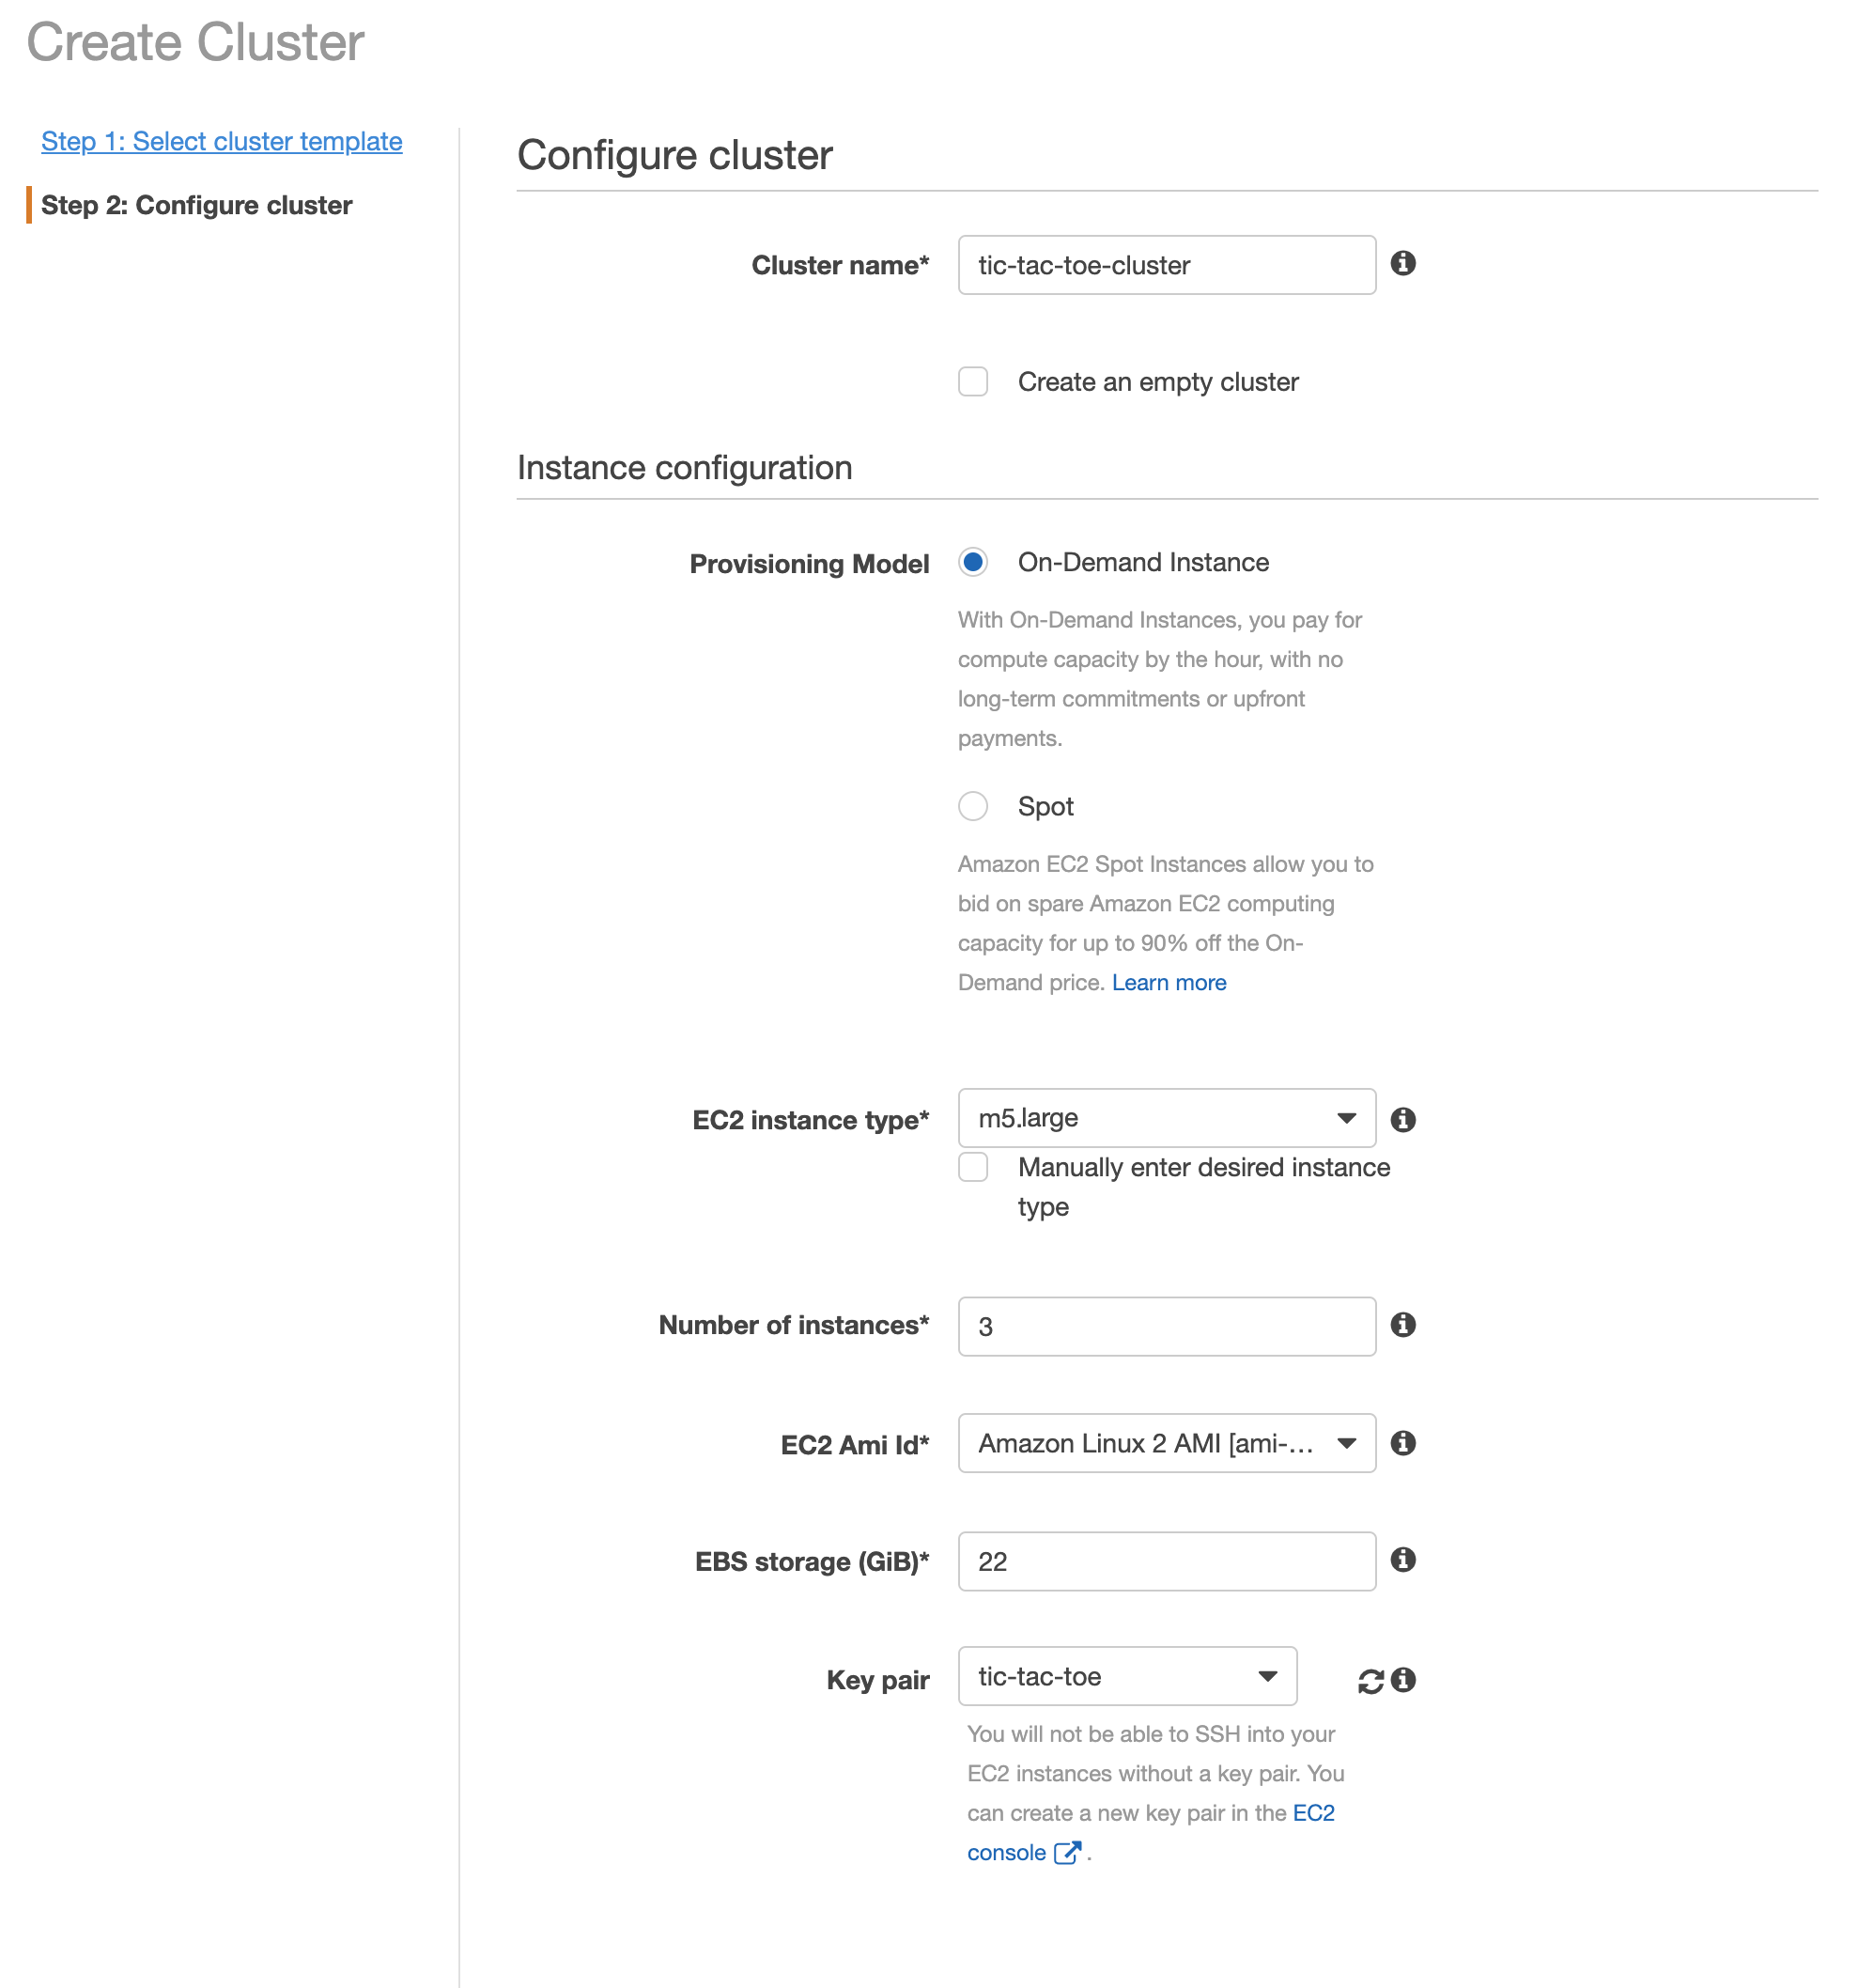 Create Cluster
Step 1: Select cluster template
Step 2: Configure cluster
Configure cluster
Cluster name*
tic-tac-toe-cluster
Create an empty cluster
Instance configuration
Provisioning Model
On-Demand Instance
With On-Demand Instances, you pay for
compute capacity by the hour, with no
long-term commitments or upfront
payments.
Spot
Amazon EC2 Spot Instances allow you to
bid on spare Amazon EC2 computing
capacity for up to 90% off the On-
Demand price. Learn more
EC2 instance type*
m5.large
Manually enter desired instance
type
Number of instances*
3
EC2 Ami Id*
Amazon Linux 2 AMI [ami-...
EBS storage (GiB)*
22
Key pair
tic-tac-toe
You will not be able to SSH into your
EC2 instances without a key pair. You
can create a new key pair in the EC2
console .